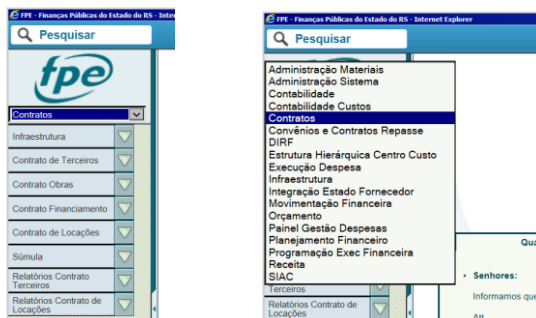 FPE - Finanças Públicas do Estado do RS - Inte
Pesquisar
fpe
Contratos
Infraestrutura
Contrato de Terceiros
Contrato Obras
Contrato Financiamento
Contrato de Locações
Súmula
Relatórios Contrato
Terceiros
Relatórios Contrato de
Locações
FPE - Finanças Públicas do Estado do RS - Internet Explorer
Pesquisar
Administração Materiais
Administração Sistema
Contabilidade
Contabilidade Custos
Contratos
Convênios e Contratos Repasse
DIRF
Estrutura Hierárquica Centro Custo
Execução Despesa
Infraestrutura
Integração Estado Fornecedor
Movimentação Financeira
Orçamento
Painel Gestão Despesas
Planejamento Financeiro
Programação Exec Financeira
Receita
SIAC
Terceiros
Relatórios Contrato de
Locações
Qua
• Senhores:
Informamos que
Att